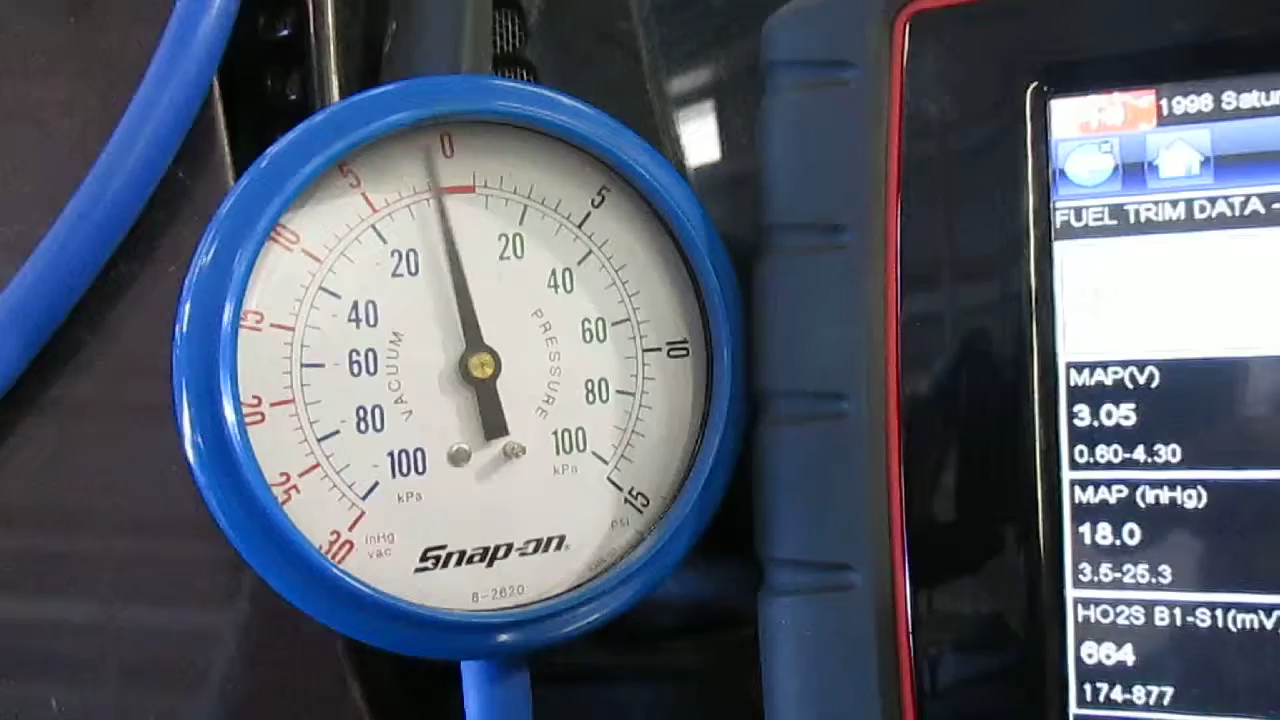 0
5
5
10
10
15
15
20
25
30
20
40
60
80
100
kPa
VACUUM
20
40
60
80
100
kPa
PRESSURE
psi
inHg
vac
Snap-on
1998
FUEL TRIM DATA -
MAP(V)
3.05
0.60-4.30
MAP (InHg)
18.0
3.5-25.3
HO2S B1-S1(mV
664
174-877